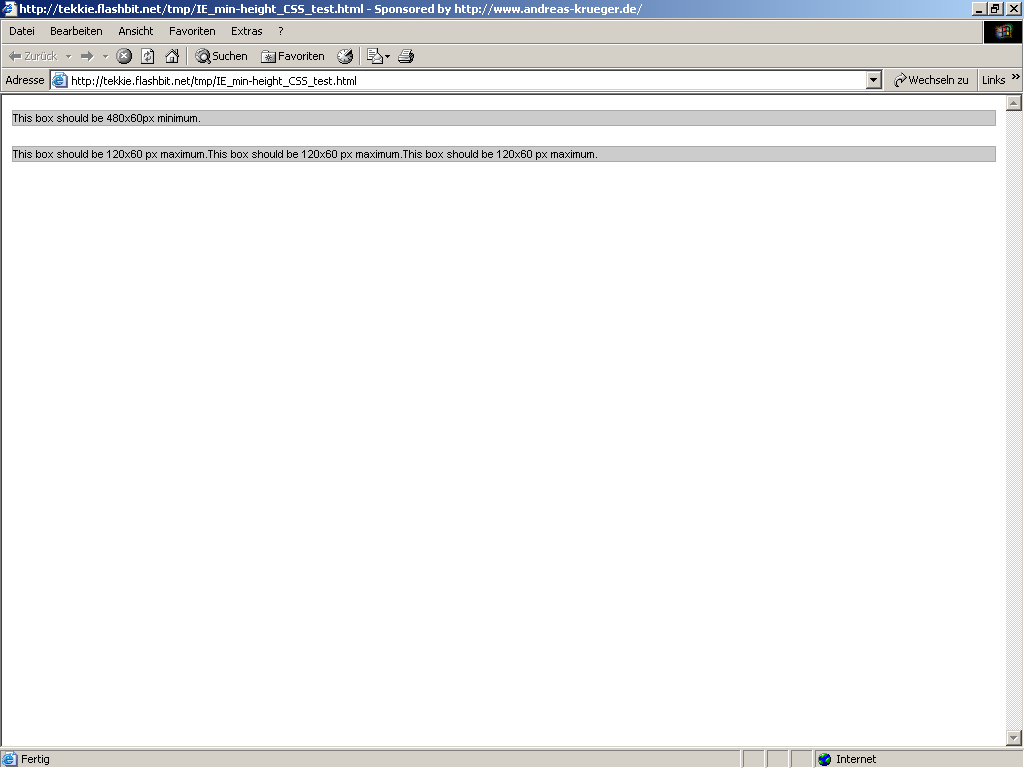 http://tekkie.flashbit.net/tmp/IE_min-height_CSS_test.html - Sponsored by http://www.andreas-krueger.de/
Datei Bearbeiten Ansicht Favoriten Extras ?
Zurück Suchen Favoriten
Adresse http://tekkie.flashbit.net/tmp/IE_min-height_CSS_test.html Wechseln zu Links »
This box should be 480x60px minimum.
This box should be 120x60 px maximum.This box should be 120x60 px maximum.This box should be 120x60 px maximum.
Fertig Internet